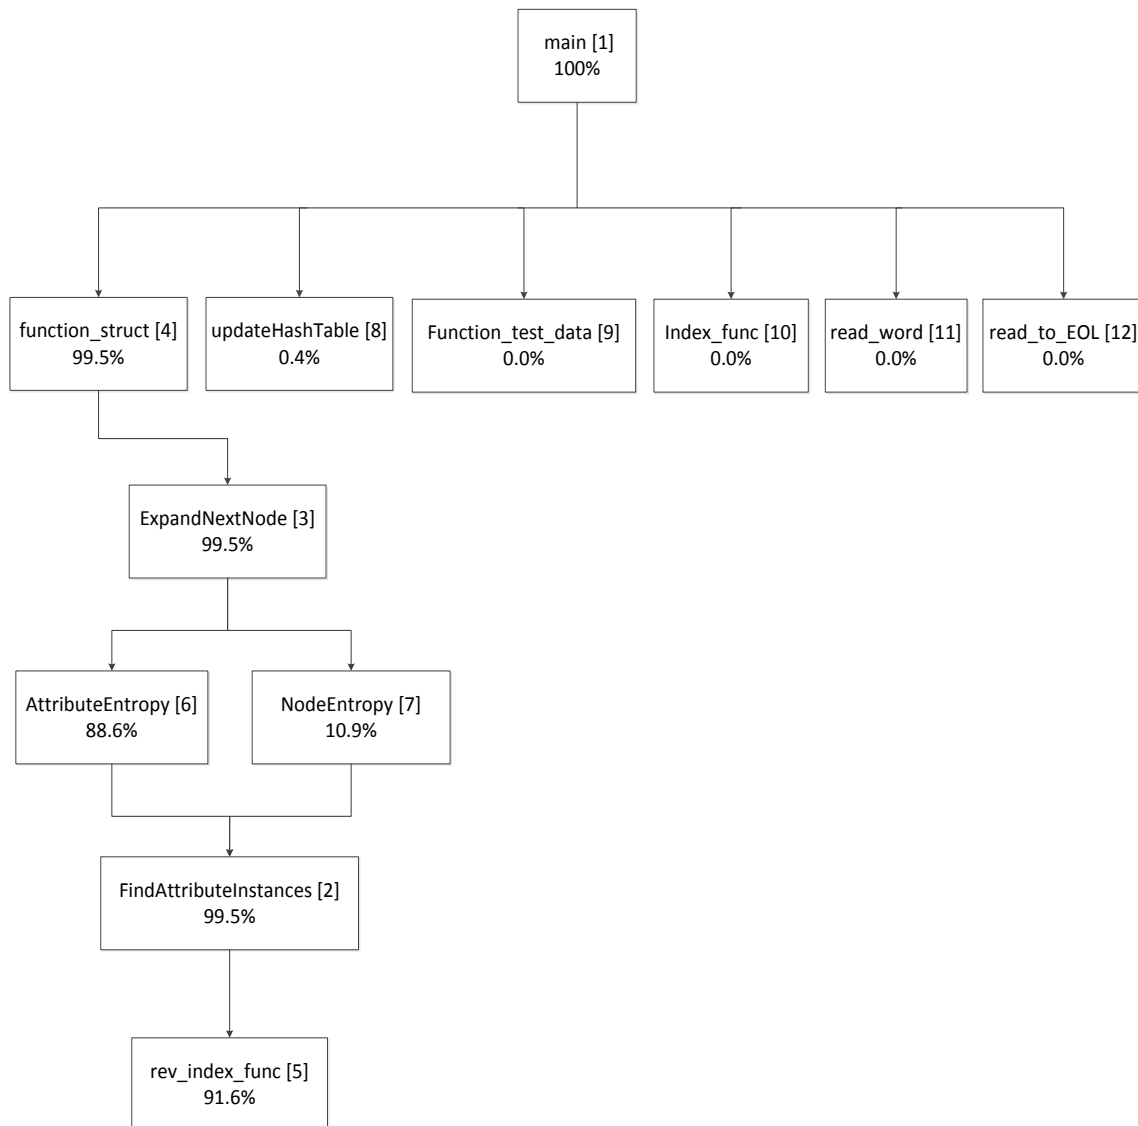 main [1]
100%
function_struct [4]
99.5%
updateHashTable [8]
0.4%
Function_test_data [9]
0.0%
Index_func [10]
0.0%
read_word [11]
0.0%
read_to_EOL [12]
0.0%
ExpandNextNode [3]
99.5%
AttributeEntropy [6]
88.6%
NodeEntropy [7]
10.9%
FindAttributeInstances [2]
99.5%
rev_index_func [5]
91.6%